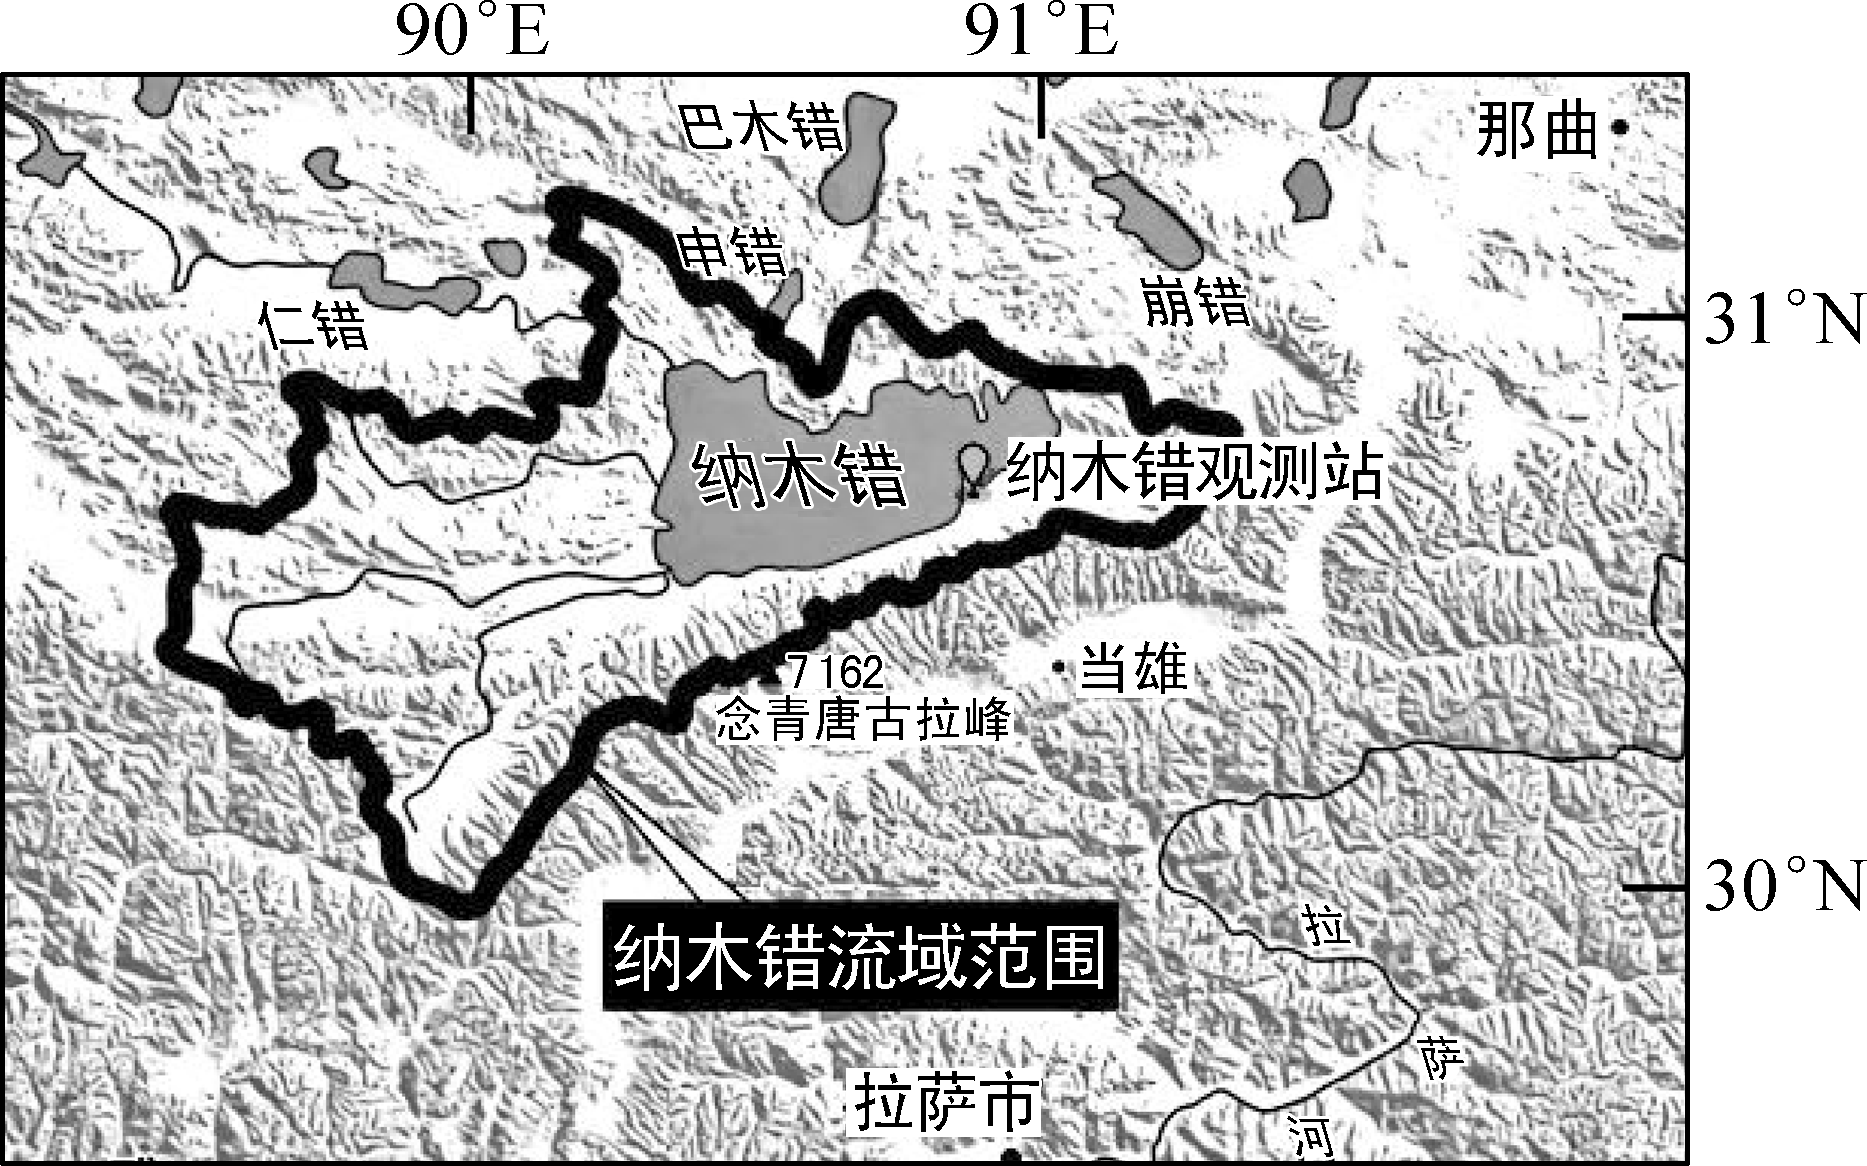 90°E
91°E
巴木错
那曲
申错
崩错
31°N
仁错
纳木错
纳木错观测站
当雄
7162
念青唐古拉峰
30°N
拉
纳木错流域范围
萨
拉萨市
河